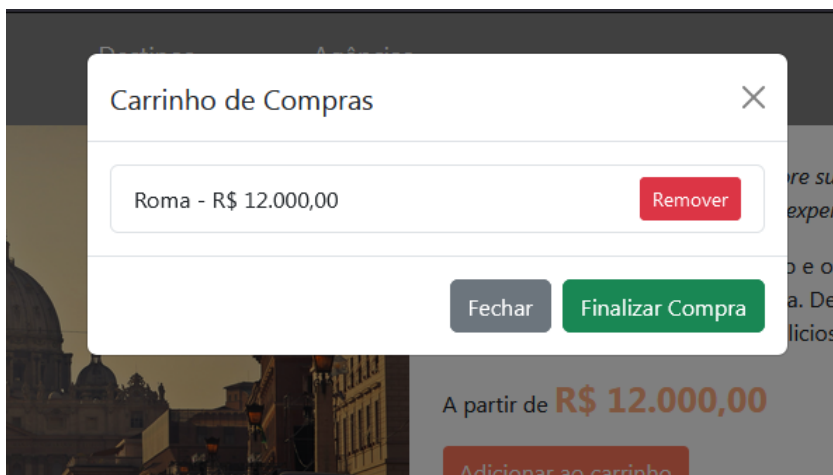 Destinos Agências
Carrinho de Compras
Roma - R$ 12.000,00
Remover
Fechar
Finalizar Compra
A partir de R$ 12.000,00
Adicionar ao carrinho